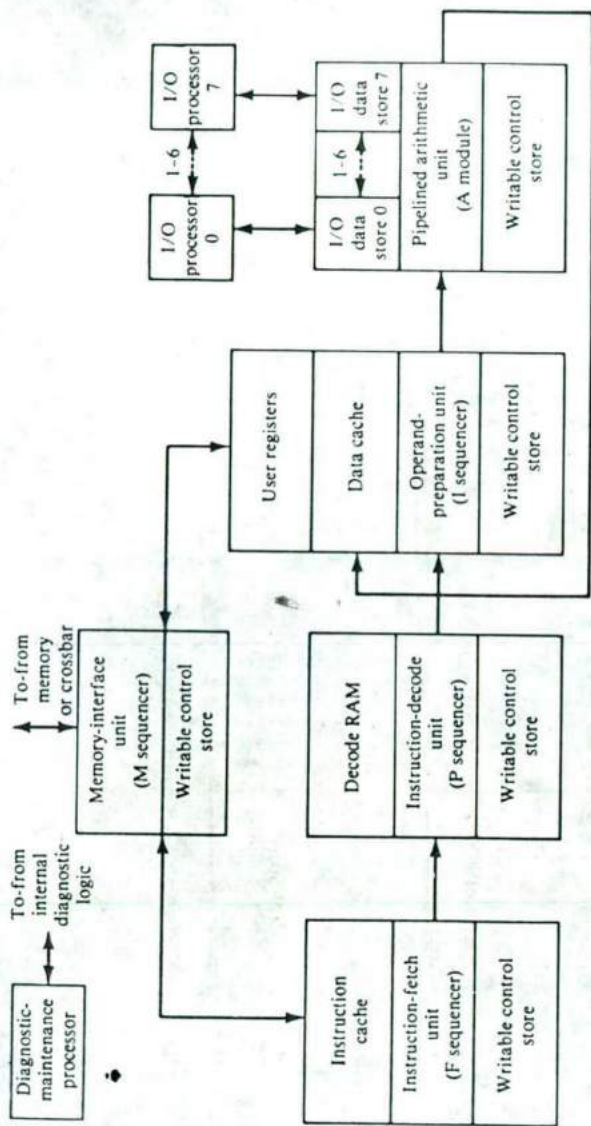 Diagnostic-
maintenance
processor
To-from
internal
diagnostic
logic
To-from
memory
or crossbar
Memory-interface
unit
(M sequencer)
Writable control
store
Instruction
cache
Instruction-fetch
unit
(F sequencer)
Writable control
store
Decode RAM
Instruction-decode
unit
(P sequencer)
Writable control
store
User registers
Data cache
Operand-
preparation unit
(I sequencer)
Writable control
store
I/O
processor
0
1-6
I/O
processor
7
I/O
data
store 0
1-6
I/O
data
store 7
Pipelined arithmetic
unit
(A module)
Writable control
store